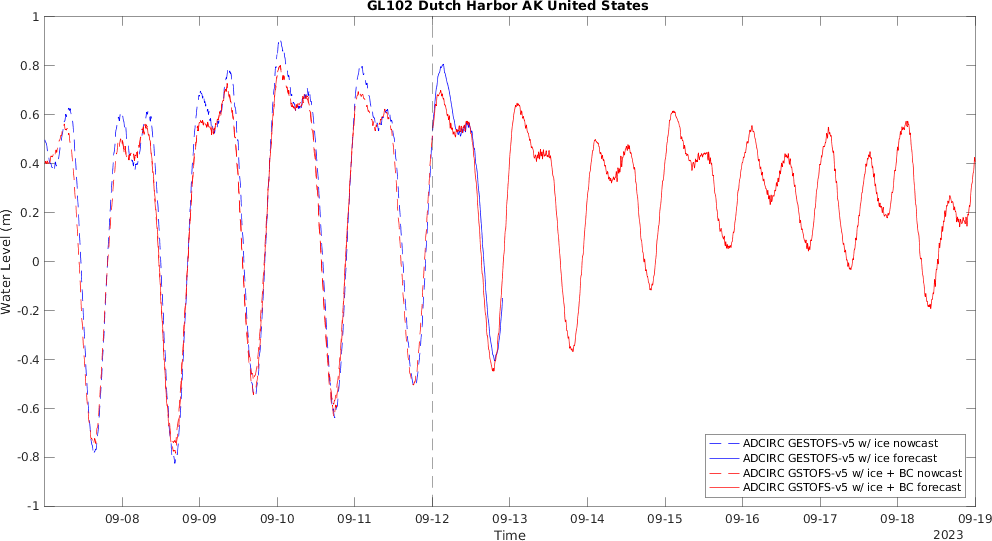 GL102 Dutch Harbor AK United States
1
0.8
0.6
0.4
0.2
0
-0.2
-0.4
-0.6
-0.8
-1
Water Level (m)
ADCIRC GESTOFS-v5 w/ ice nowcast
ADCIRC GESTOFS-v5 w/ ice forecast
ADCIRC GSTOFS-v5 w/ ice + BC nowcast
ADCIRC GSTOFS-v5 w/ ice + BC forecast
09-08 09-09 09-10 09-11 09-12 09-13 09-14 09-15 09-16 09-17 09-18 09-19
Time
2023